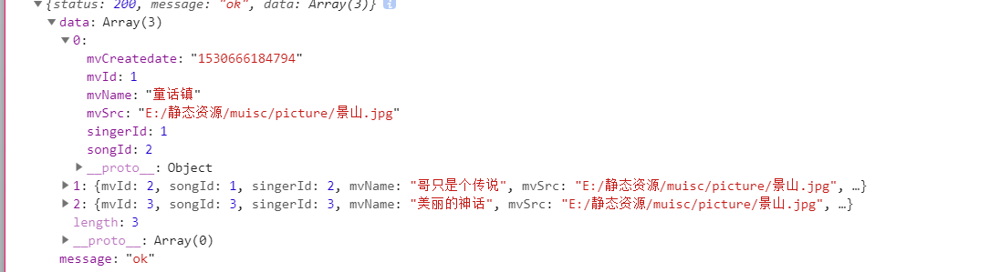 {status: 200, message: "ok", data: Array(3)}
data: Array(3)
0:
mvCreatedate: "1530666184794"
mvId: 1
mvName: "童话镇"
mvSrc: "E:/静态资源/muisc/picture/景山.jpg"
singerId: 1
songId: 2
__proto__: Object
1: {mvId: 2, songId: 1, singerId: 2, mvName: "哥只是个传说", mvSrc: "E:/静态资源/muisc/picture/景山.jpg", …}
2: {mvId: 3, songId: 3, singerId: 3, mvName: "美丽的神话", mvSrc: "E:/静态资源/muisc/picture/景山.jpg", …}
length: 3
__proto__: Array(0)
message: "ok"